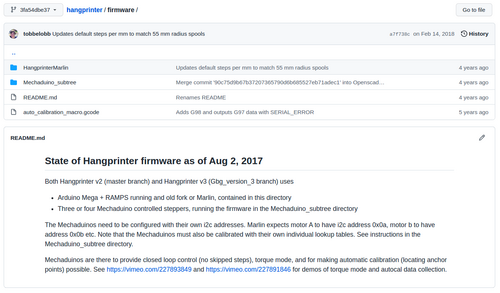 3fa54dbe37
hangprinter / firmware /
Go to file
tobbelobb Updates default steps per mm to match 55 mm radius spools
on Feb 14, 2018
History
..
HangprinterMarlin Updates default steps per mm to match 55 mm radius spools 4 years ago
Mechaduino_subtree 4 years ago
README.md Renames README 4 years ago
auto_calibration_macro.gcode Adds G98 and outputs G97 data with SERIAL_ERROR 5 years ago
README.md
State of Hangprinter firmware as of Aug 2, 2017
Both Hangprinter v2 (master branch) and Hangprinter v3 (Gbg_version_3 branch) uses
• Arduino Mega + RAMPS running and old fork or Marlin, contained in this directory
• Three or four Mechaduino controlled steppers, running the firmware in the Mechaduino_subtree directory
The Mechaduinos need to be configured with their own i2c addresses. Marlin expects motor A to have i2c address 0x0a, motor b to have
address 0x0b etc. Note that the Mechaduinos must also be calibrated with their own individual lookup tables. See instructions in the
Mechaduino_subtree directory.
Mechaduinos are there to provide closed loop control (no skipped steps), torque mode, and for making automatic calibration (locating anchor
points) possible. See https://vimeo.com/227893849 and https://vimeo.com/227891846 for demos of torque mode and autocal data collection.